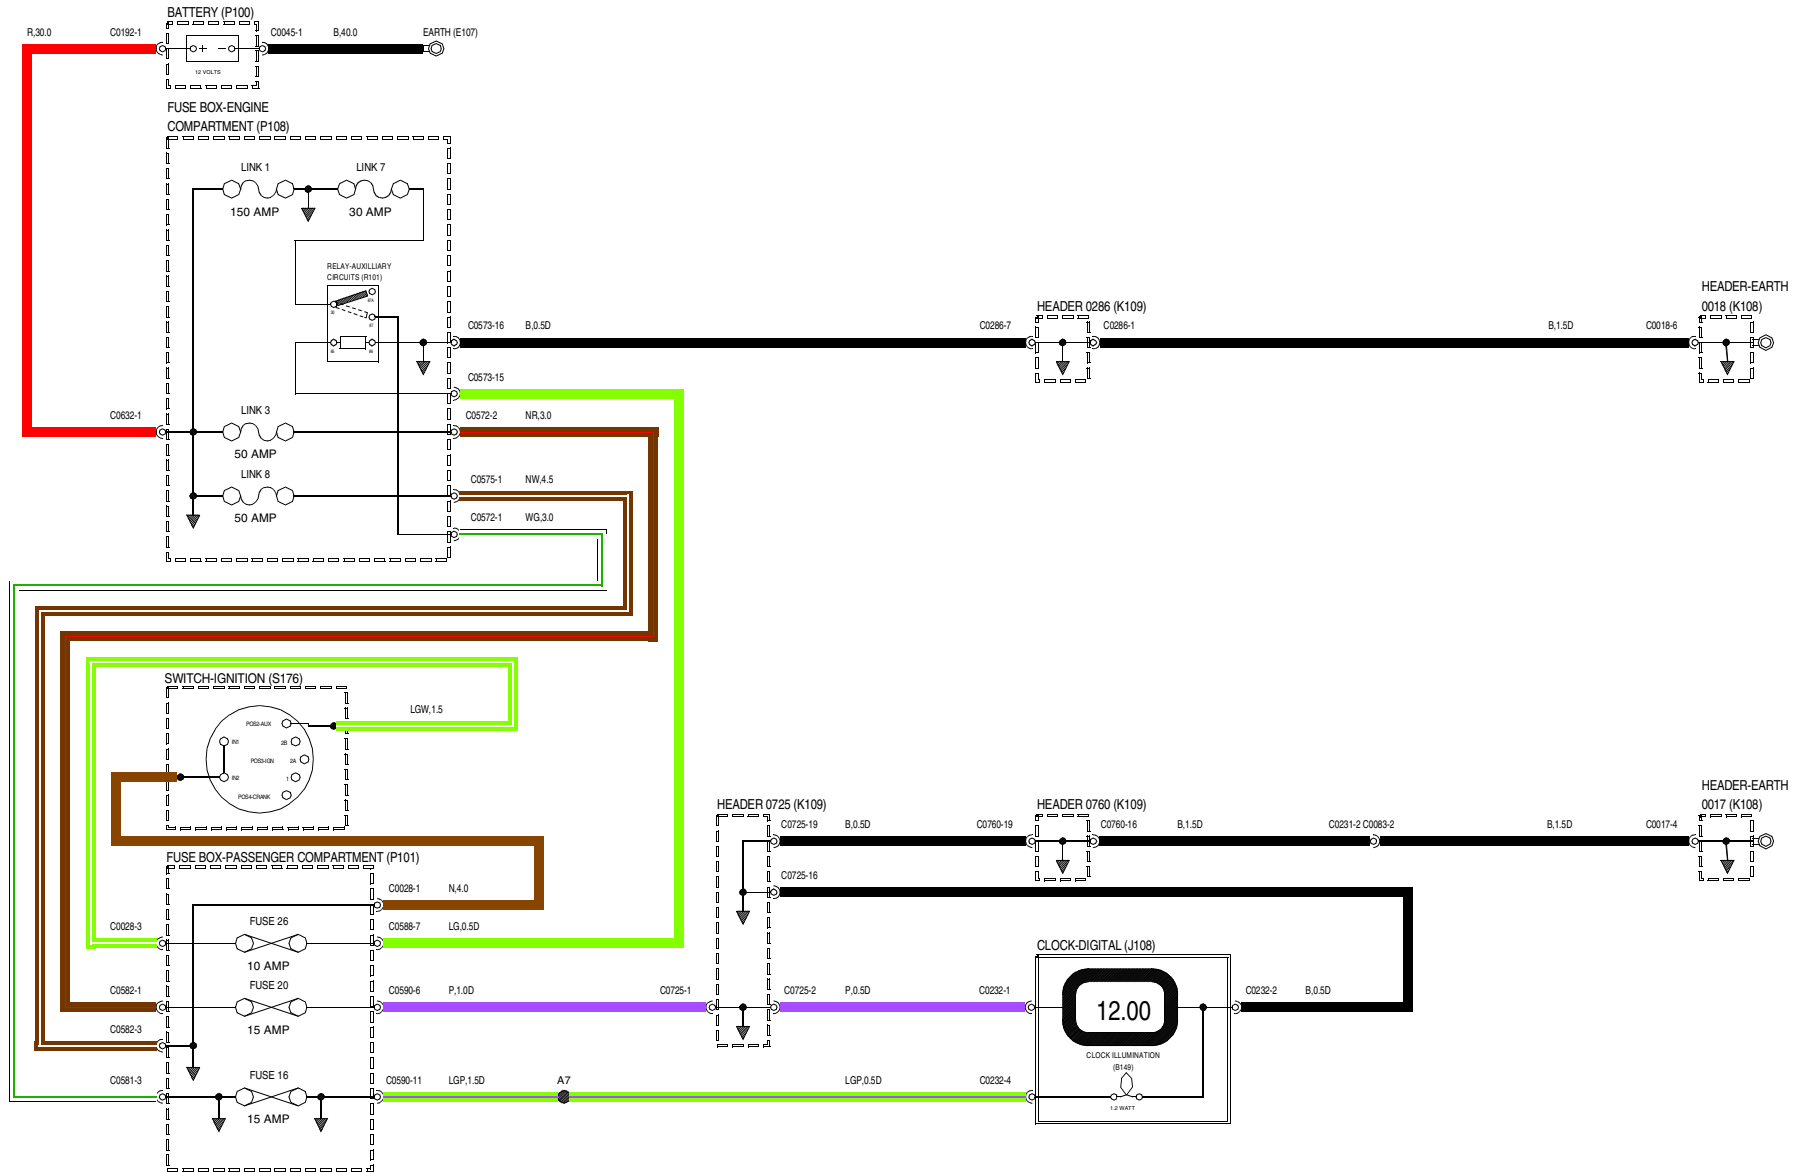 BATTERY (P100)
R,30.0
C0192-1
C0045-1
B,40.0
EARTH (E107)
12 VOLTS
FUSE BOX-ENGINE
COMPARTMENT (P108)
LINK 1
LINK 7
150 AMP
30 AMP
RELAY-AUXILLIARY
CIRCUITS (R101)
87A
30
87
85
86
C0573-16
B,0.5D
C0286-7
HEADER 0286 (K109)
C0286-1
B,1.5D
C0018-6
HEADER-EARTH
0018 (K108)
C0573-15
C0632-1
LINK 3
C0572-2
NR,3.0
50 AMP
LINK 8
C0575-1
NW,4.5
50 AMP
C0572-1
WG,3.0
SWITCH-IGNITION (S176)
LGW,1.5
POS2-AUX
IN1
2B
POS3-IGN
2A
IN2
1
POS4-CRANK
HEADER 0725 (K109)
HEADER 0760 (K109)
HEADER-EARTH
0017 (K108)
C0725-19
B,0.5D
C0760-19
C0760-16
B,1.5D
C0231-2 C0083-2
B,1.5D
C0017-4
FUSE BOX-PASSENGER COMPARTMENT (P101)
C0725-16
C0028-1
N,4.0
C0028-3
FUSE 26
C0588-7
LG,0.5D
10 AMP
CLOCK-DIGITAL (J108)
C0582-1
FUSE 20
C0590-6
P,1.0D
C0725-1
C0725-2
P,0.5D
C0232-1
12.00
C0232-2
B,0.5D
15 AMP
C0582-3
CLOCK ILLUMINATION
(B149)
C0581-3
FUSE 16
C0590-11
LGP,1.5D
A7
LGP,0.5D
C0232-4
1.2 WATT
15 AMP